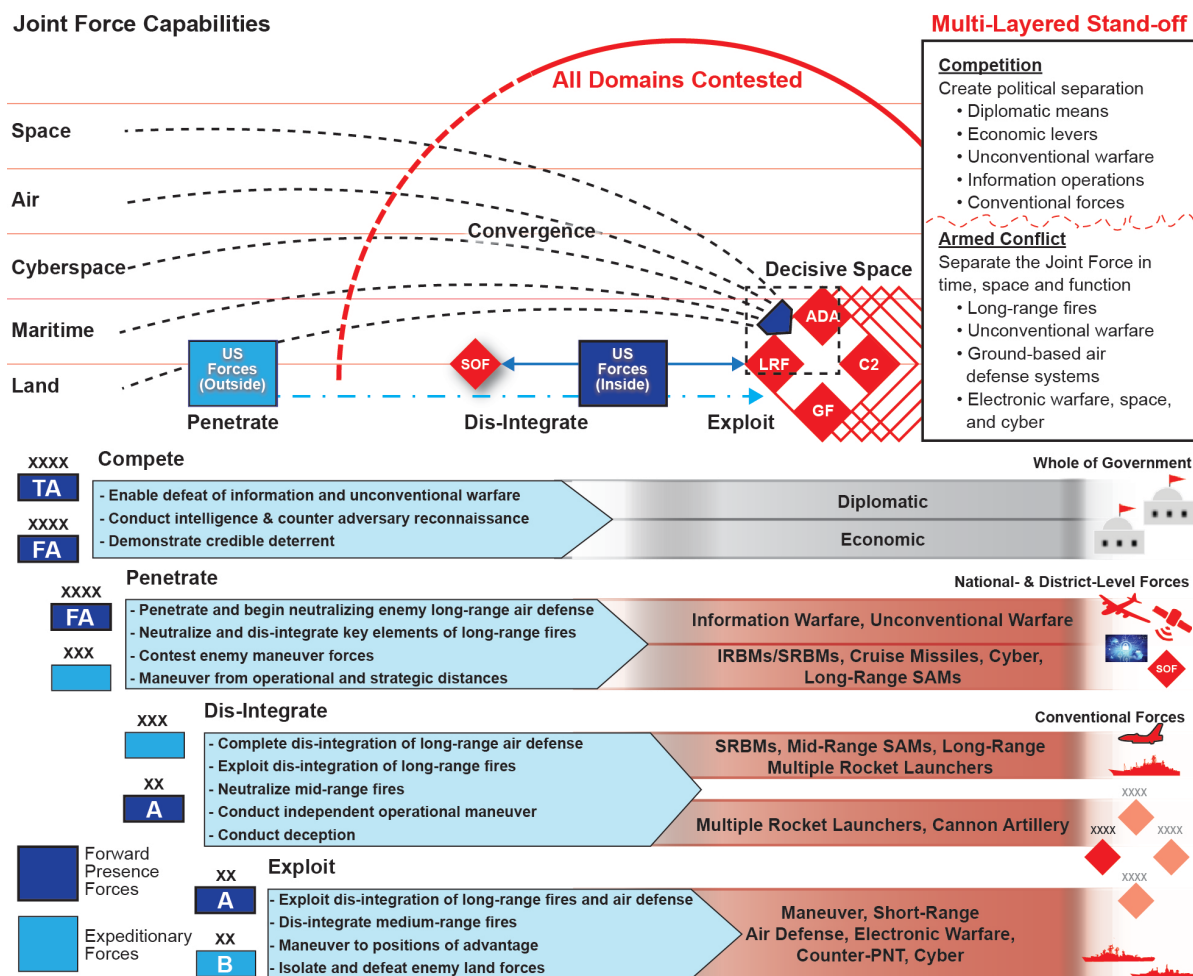 Joint Force Capabilities
Multi-Layered Stand-off
All Domains Contested
Space
Air
Cyberspace
Maritime
Land
Convergence
Decisive Space
US
Forces
(Outside)
SOF
US
Forces
(Inside)
ADA
LRF
C2
GF
Penetrate
Dis-Integrate
Exploit
Competition
Create political separation
• Diplomatic means
• Economic levers
• Unconventional warfare
• Information operations
• Conventional forces
Armed Conflict
Separate the Joint Force in
time, space and function
• Long-range fires
• Unconventional warfare
• Ground-based air
defense systems
• Electronic warfare, space,
and cyber
XXXX
TA
XXXX
FA
Compete
- Enable defeat of information and unconventional warfare
- Conduct intelligence & counter adversary reconnaissance
- Demonstrate credible deterrent
Whole of Government
Diplomatic
Economic
XXXX
FA
XXX
Penetrate
- Penetrate and begin neutralizing enemy long-range air defense
- Neutralize and dis-integrate key elements of long-range fires
- Contest enemy maneuver forces
- Maneuver from operational and strategic distances
National- & District-Level Forces
Information Warfare, Unconventional Warfare
IRBMs/SRBMs, Cruise Missiles, Cyber,
Long-Range SAMs
SOF
XXX
XX
A
Dis-Integrate
- Complete dis-integration of long-range air defense
- Exploit dis-integration of long-range fires
- Neutralize mid-range fires
- Conduct independent operational maneuver
- Conduct deception
Conventional Forces
SRBMs, Mid-Range SAMs, Long-Range
Multiple Rocket Launchers
Multiple Rocket Launchers, Cannon Artillery
XXXX
XXXX
XXXX
XXXX
Forward
Presence
Forces
Expeditionary
Forces
XX
A
XX
B
Exploit
- Exploit dis-integration of long-range fires and air defense
- Dis-integrate medium-range fires
- Maneuver to positions of advantage
- Isolate and defeat enemy land forces
Maneuver, Short-Range
Air Defense, Electronic Warfare,
Counter-PNT, Cyber